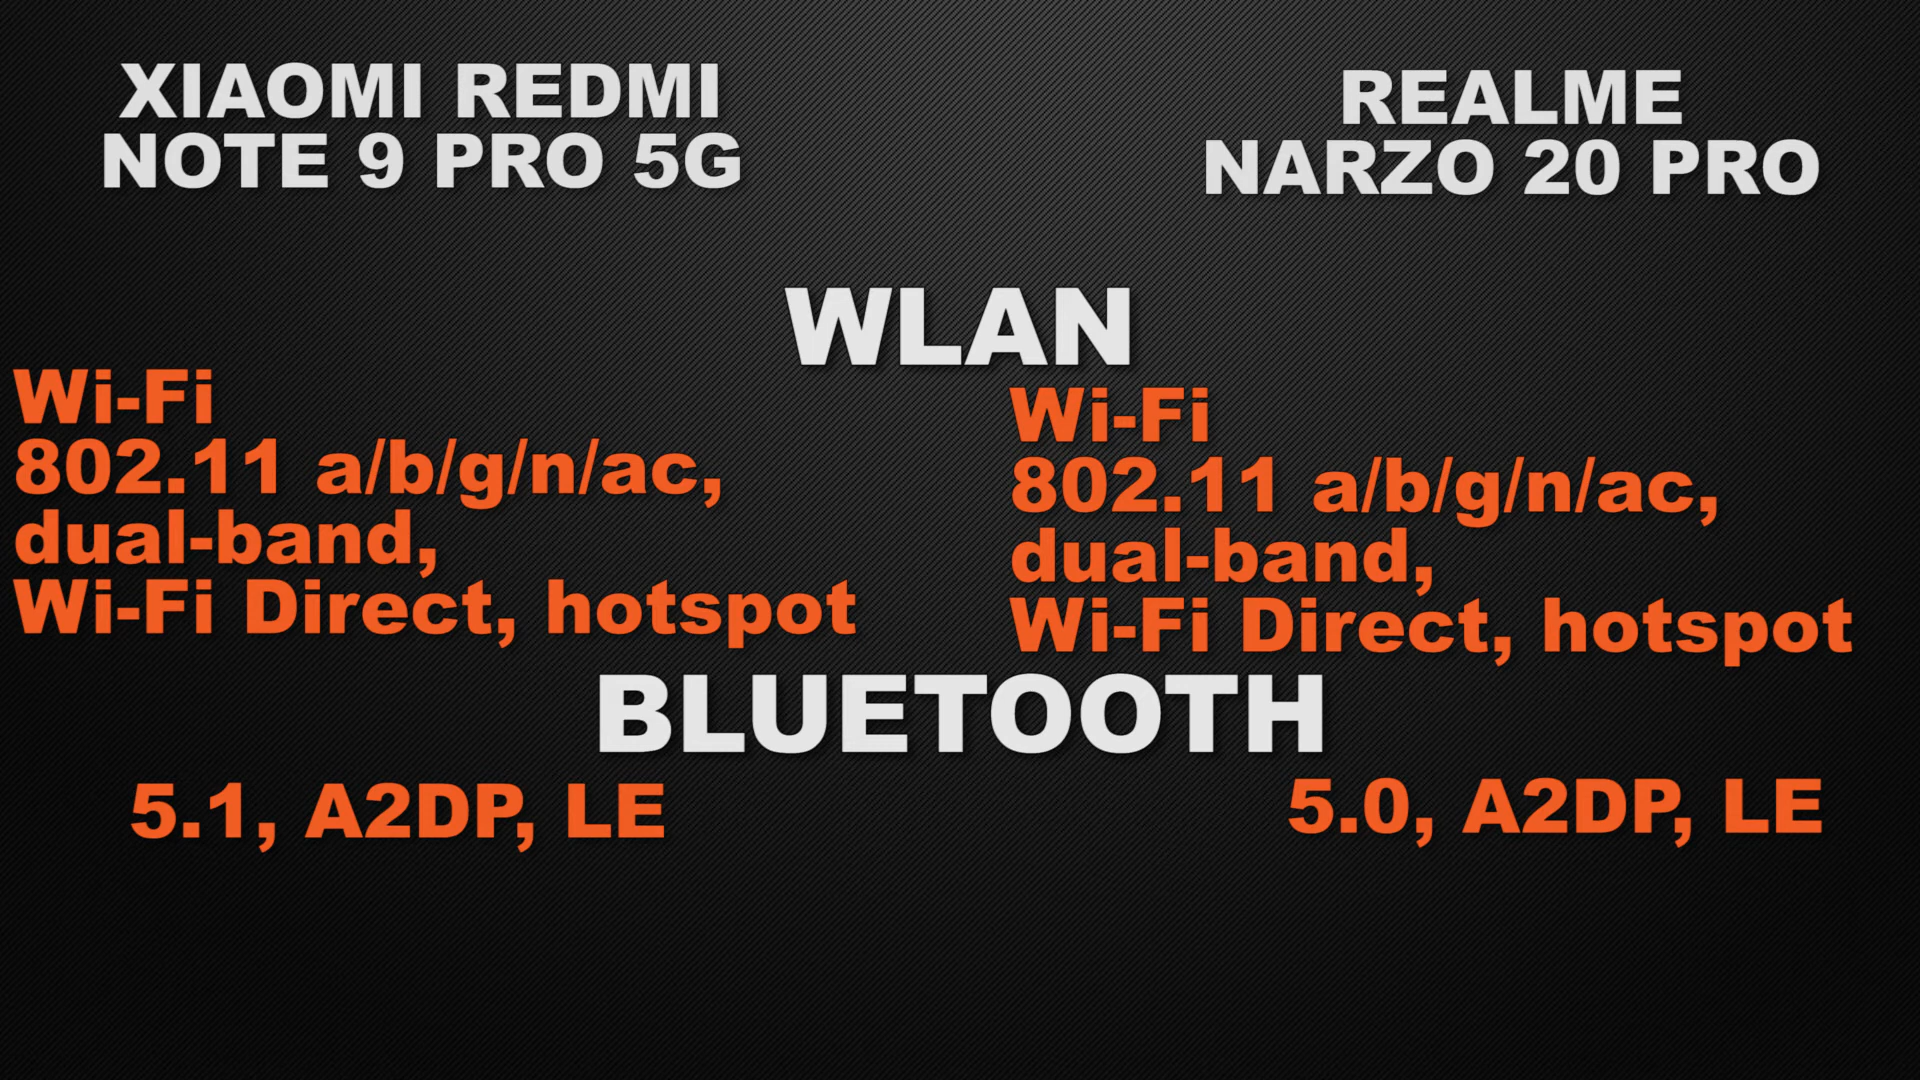 XIAOMI REDMI
NOTE 9 PRO 5G
REALME
NARZO 20 PRO
WLAN
Wi-Fi
802.11 a/b/g/n/ac,
dual-band,
Wi-Fi Direct, hotspot
Wi-Fi
802.11 a/b/g/n/ac,
dual-band,
Wi-Fi Direct, hotspot
BLUETOOTH
5.1, A2DP, LE
5.0, A2DP, LE